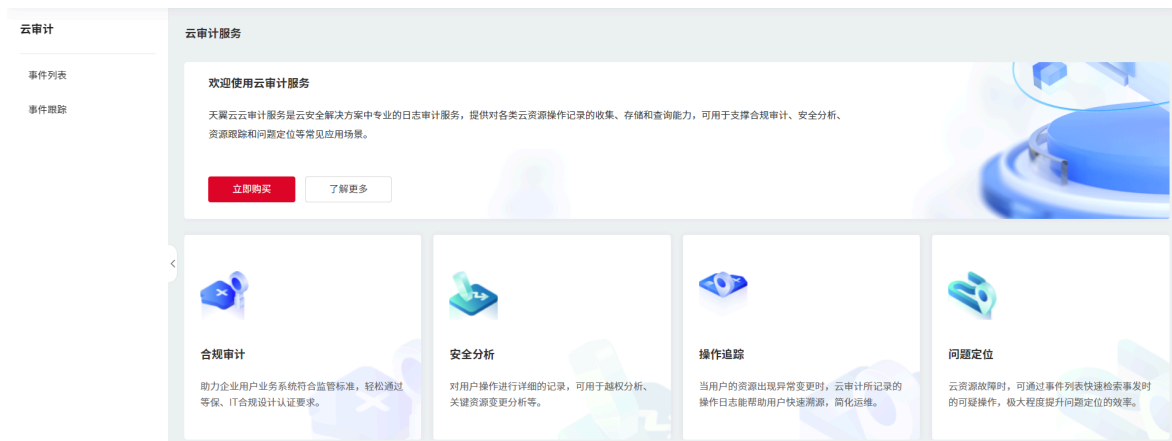 云审计
事件列表
事件跟踪
云审计服务
欢迎使用云审计服务
天翼云云审计服务是云安全解决方案中专业的日志审计服务，提供对各类云资源操作记录的收集、存储和查询能力，可用于支撑合规审计、安全分析、
资源跟踪和问题定位等常见应用场景。
立即购买
了解更多
合规审计
助力企业用户业务系统符合监管标准，轻松通过
等保、IT合规设计认证要求。
安全分析
对用户操作进行详细的记录，可用于越权分析、
关键资源变更分析等。
操作追踪
当用户的资源出现异常变更时，云审计所记录的
操作日志能帮助用户快速溯源，简化运维。
问题定位
云资源故障时，可通过事件列表快速检索事发时
的可疑操作，极大程度提升问题定位的效率。